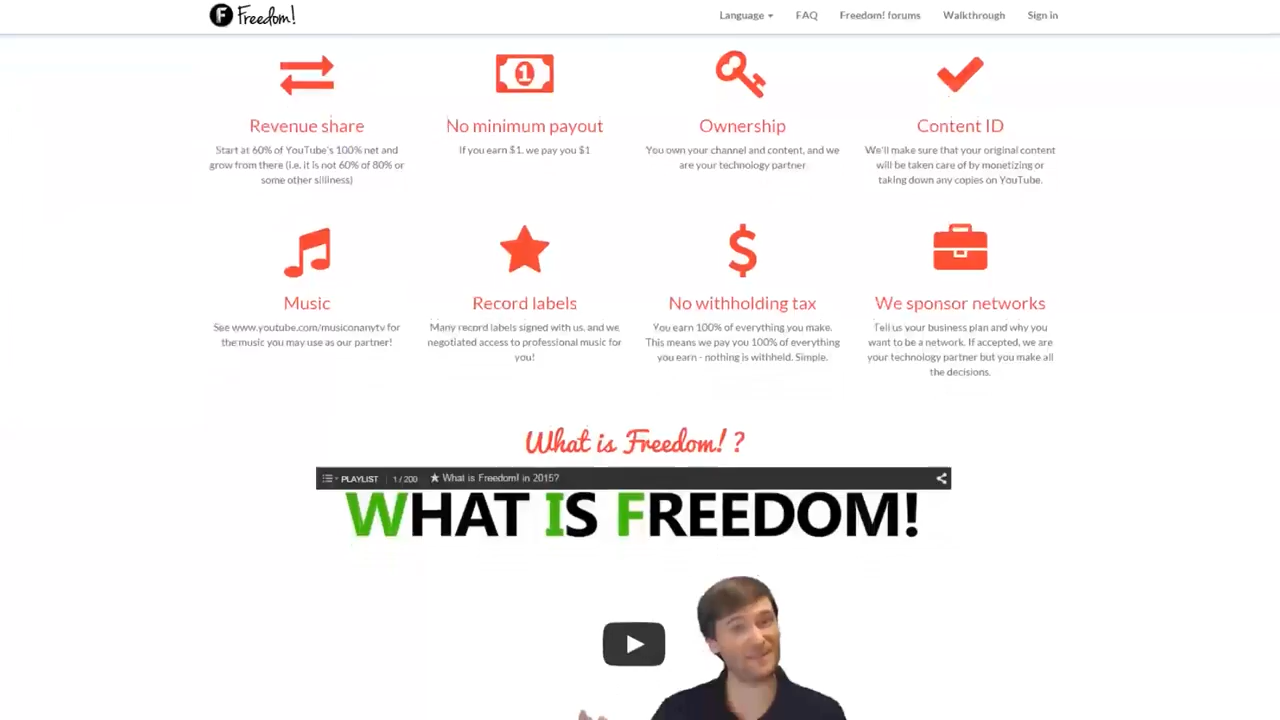 Freedom!
Language
FAQ
Freedom! forums
Walkthrough
Sign in
Revenue share
Start at 60% of YouTube's 100% net and
grow from there (i.e. it is not 60% of 80% or
some other silliness)
No minimum payout
If you earn $1, we pay you $1
Ownership
You own your channel and content, and we
are your technology partner
Content ID
We'll make sure that your original content
will be taken care of by monetizing or
taking down any copies on YouTube.
Music
See www.youtube.com/musiconanytv for
the music you may use as our partner!
Record labels
Many record labels signed with us, and we
negotiated access to professional music for
you!
No withholding tax
You earn 100% of everything you make.
This means we pay you 100% of everything
you earn - nothing is withheld. Simple.
We sponsor networks
Tell us your business plan and why you
want to be a network. If accepted, we are
your technology partner but you make all
the decisions.
What is Freedom! ?
PLAYLIST 1 / 200 ★ What is Freedom! in 2015?
WHAT IS FREEDOM!